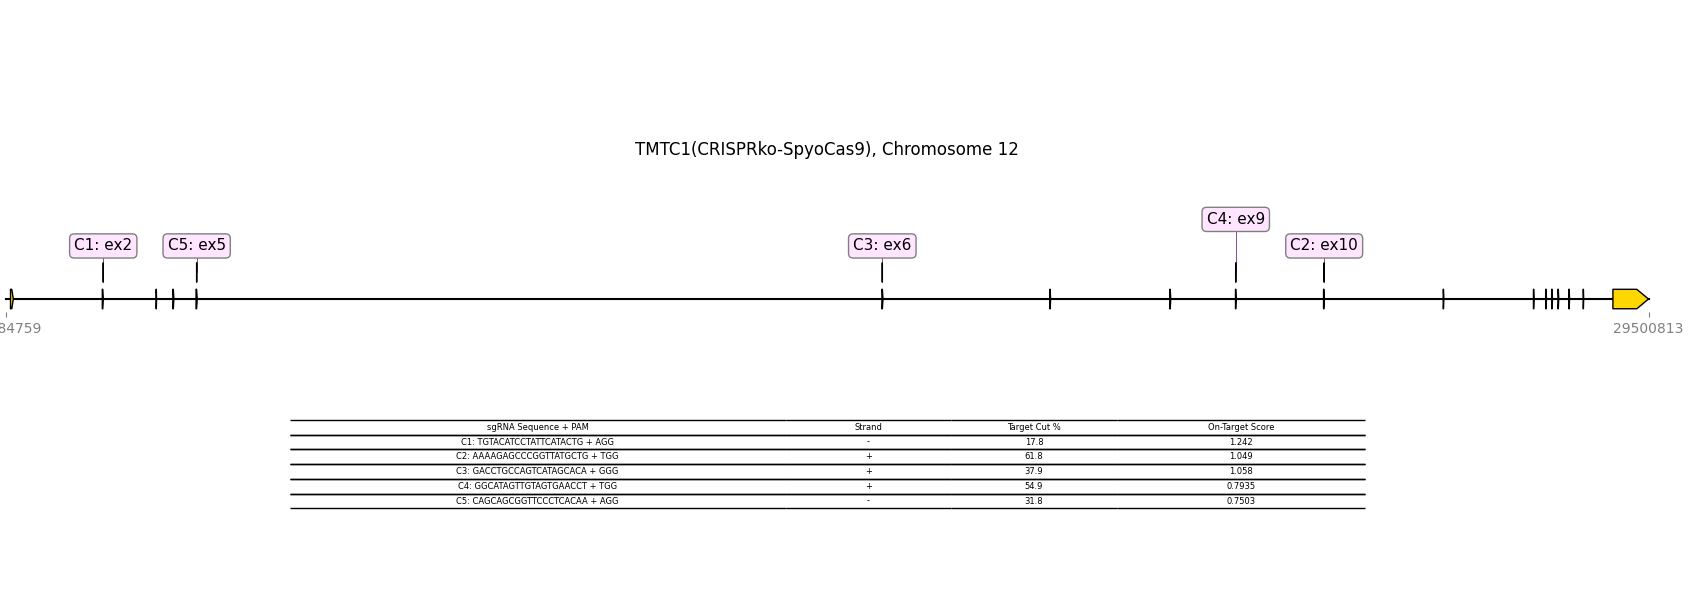 TMTC1(CRISPRko-SpyoCas9), Chromosome 12
C4: ex9
C1: ex2 C5: ex5 C3: ex6 C2: ex10
84759 29500813
sgRNA Sequence + PAM Strand Target Cut % On-Target Score
C1: TGTACATCCTATTCATACTG + AGG - 17.8 1.242
C2: AAAAGAGCCCGGTTATGCTG + TGG + 61.8 1.049
C3: GACCTGCCAGTCATAGCACA + GGG + 37.9 1.058
C4: GGCATAGTTGTAGTGAACCT + TGG + 54.9 0.7935
C5: CAGCAGCGGTTCCCTCACAA + AGG - 31.8 0.7503